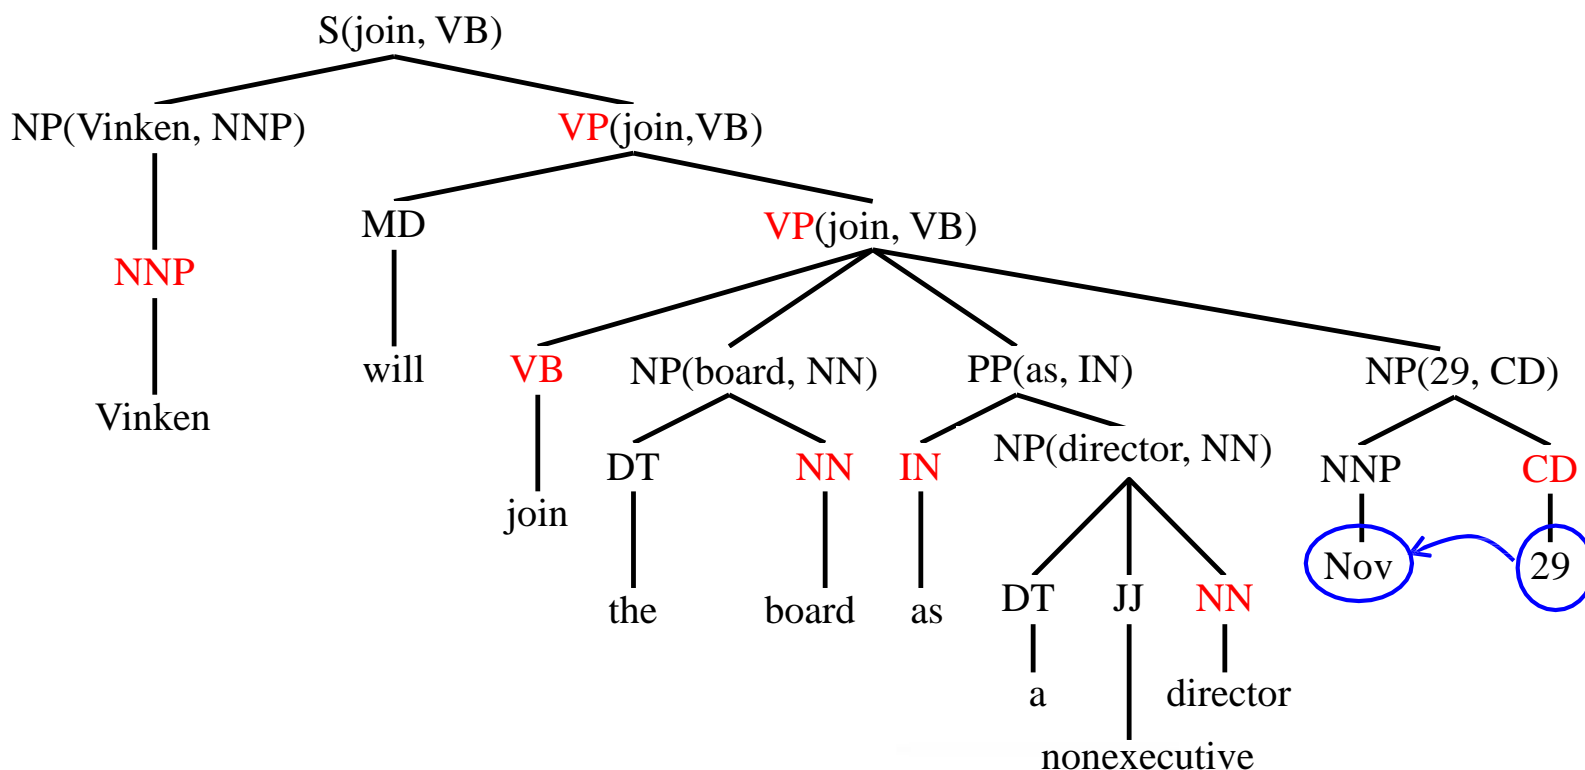 S(join, VB)
NP(Vinken, NNP) VP(join,VB)
MD VP(join, VB)
NNP
will VB NP(board, NN) PP(as, IN) NP(29, CD)
Vinken
DT NN IN NP(director, NN) NNP CD
join
Nov 29
the board as DT JJ NN
a director
nonexecutive